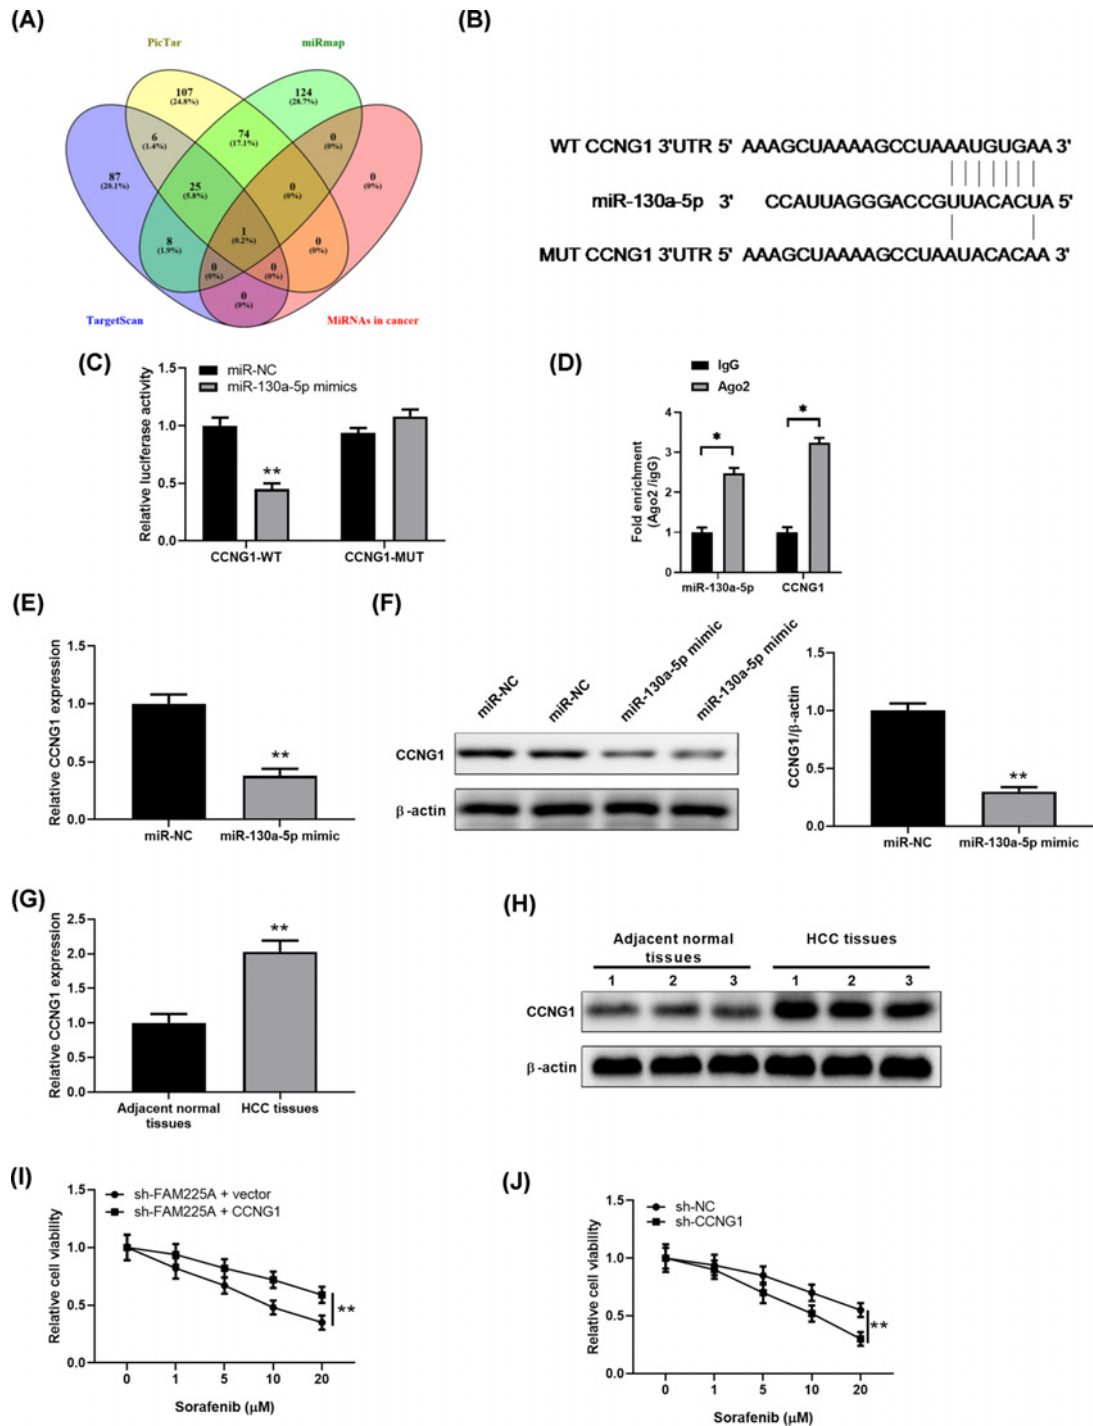 (A)
PicTar
miRmap
107
(24.8%)
124
(28.7%)
6
(1.4%)
74
(17.1%)
0
(0%)
87
(20.1%)
25
(5.8%)
0
(0%)
0
(0%)
1
(0.2%)
8
(1.9%)
0
(0%)
0
(0%)
0
(0%)
0
(0%)
TargetScan
MiRNAs in cancer
(B)
WT CCNG1 3'UTR 5' AAAGCUAAAAGCCUAAAUGUGAA 3'
miR-130a-5p 3' CCAUUAGGGACCGUUACACUA 5'
MUT CCNG1 3'UTR 5' AAAGCUAAAAGCCUAAUACACAA 3'
(C)
miR-NC
miR-130a-5p mimics
Relative luciferase activity
1.5
1.0
0.5
0.0
**
CCNG1-WT
CCNG1-MUT
(D)
IgG
Ago2
Fold enrichment
(Ago2 /igG)
4
3
2
1
0
*
*
miR-130a-5p
CCNG1
(E)
Relative CCNG1 expression
1.5
1.0
0.5
0.0
**
miR-NC
miR-130a-5p mimic
(F)
miR-NC
miR-NC
miR-130a-5p mimic
miR-130a-5p mimic
CCNG1
β-actin
CCNG1/β-actin
1.5
1.0
0.5
0.0
**
miR-NC
miR-130a-5p mimic
(G)
Relative CCNG1 expression
2.5
2.0
1.5
1.0
0.5
0.0
**
Adjacent normal
tissues
HCC tissues
(H)
Adjacent normal
tissues
HCC tissues
1 2 3 1 2 3
CCNG1
β-actin
(I)
sh-FAM225A + vector
sh-FAM225A + CCNG1
Relative cell viability
1.5
1.0
0.5
0.0
**
0 1 5 10 20
Sorafenib (μM)
(J)
sh-NC
sh-CCNG1
Relative cell viability
1.5
1.0
0.5
0.0
**
0 1 5 10 20
Sorafenib (μM)